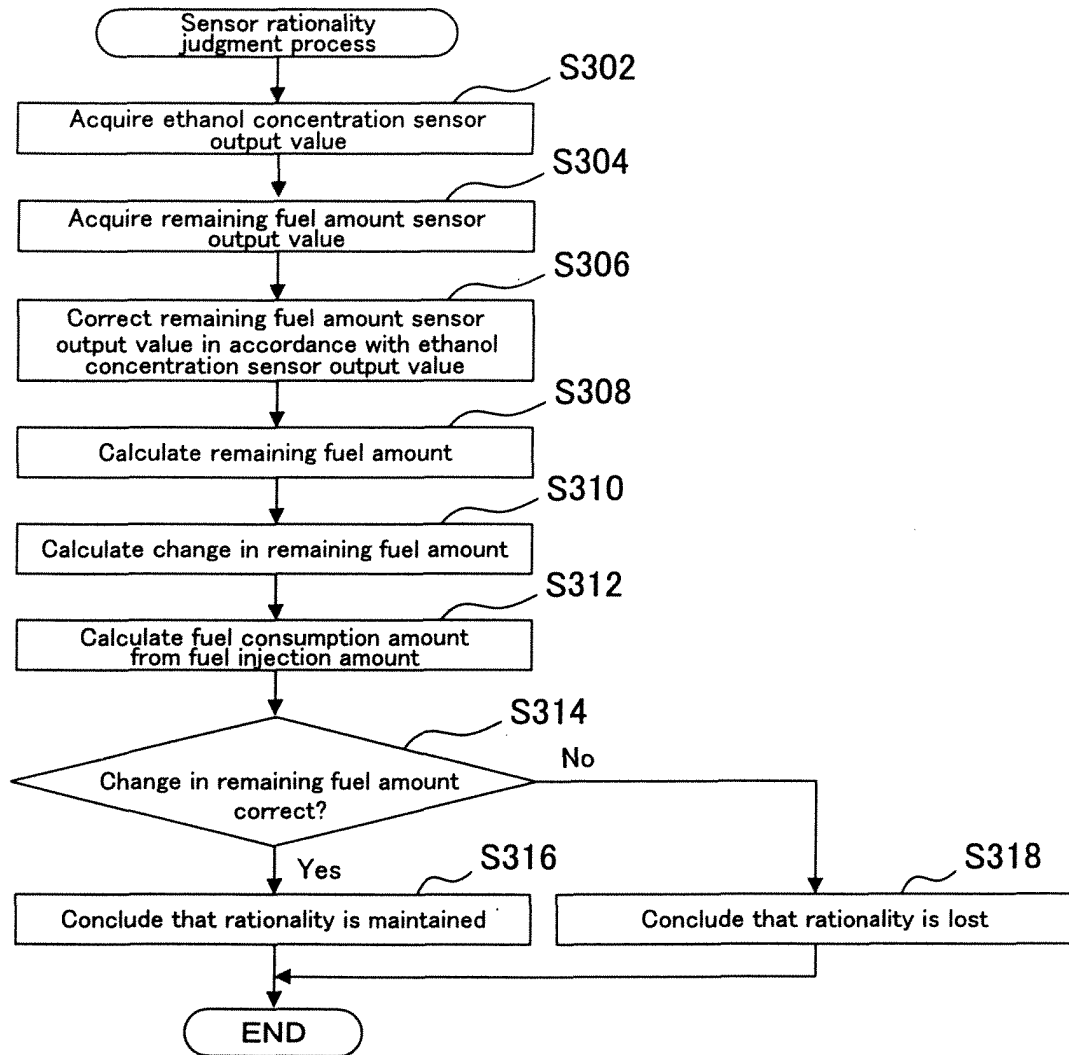 Sensor rationality
judgment process
S302
Acquire ethanol concentration sensor
output value
S304
Acquire remaining fuel amount sensor
output value
S306
Correct remaining fuel amount sensor
output value in accordance with ethanol
concentration sensor output value
S308
Calculate remaining fuel amount
S310
Calculate change in remaining fuel amount
S312
Calculate fuel consumption amount
from fuel injection amount
S314
Change in remaining fuel amount
correct?
No
Yes
S316
Conclude that rationality is maintained
S318
Conclude that rationality is lost
END